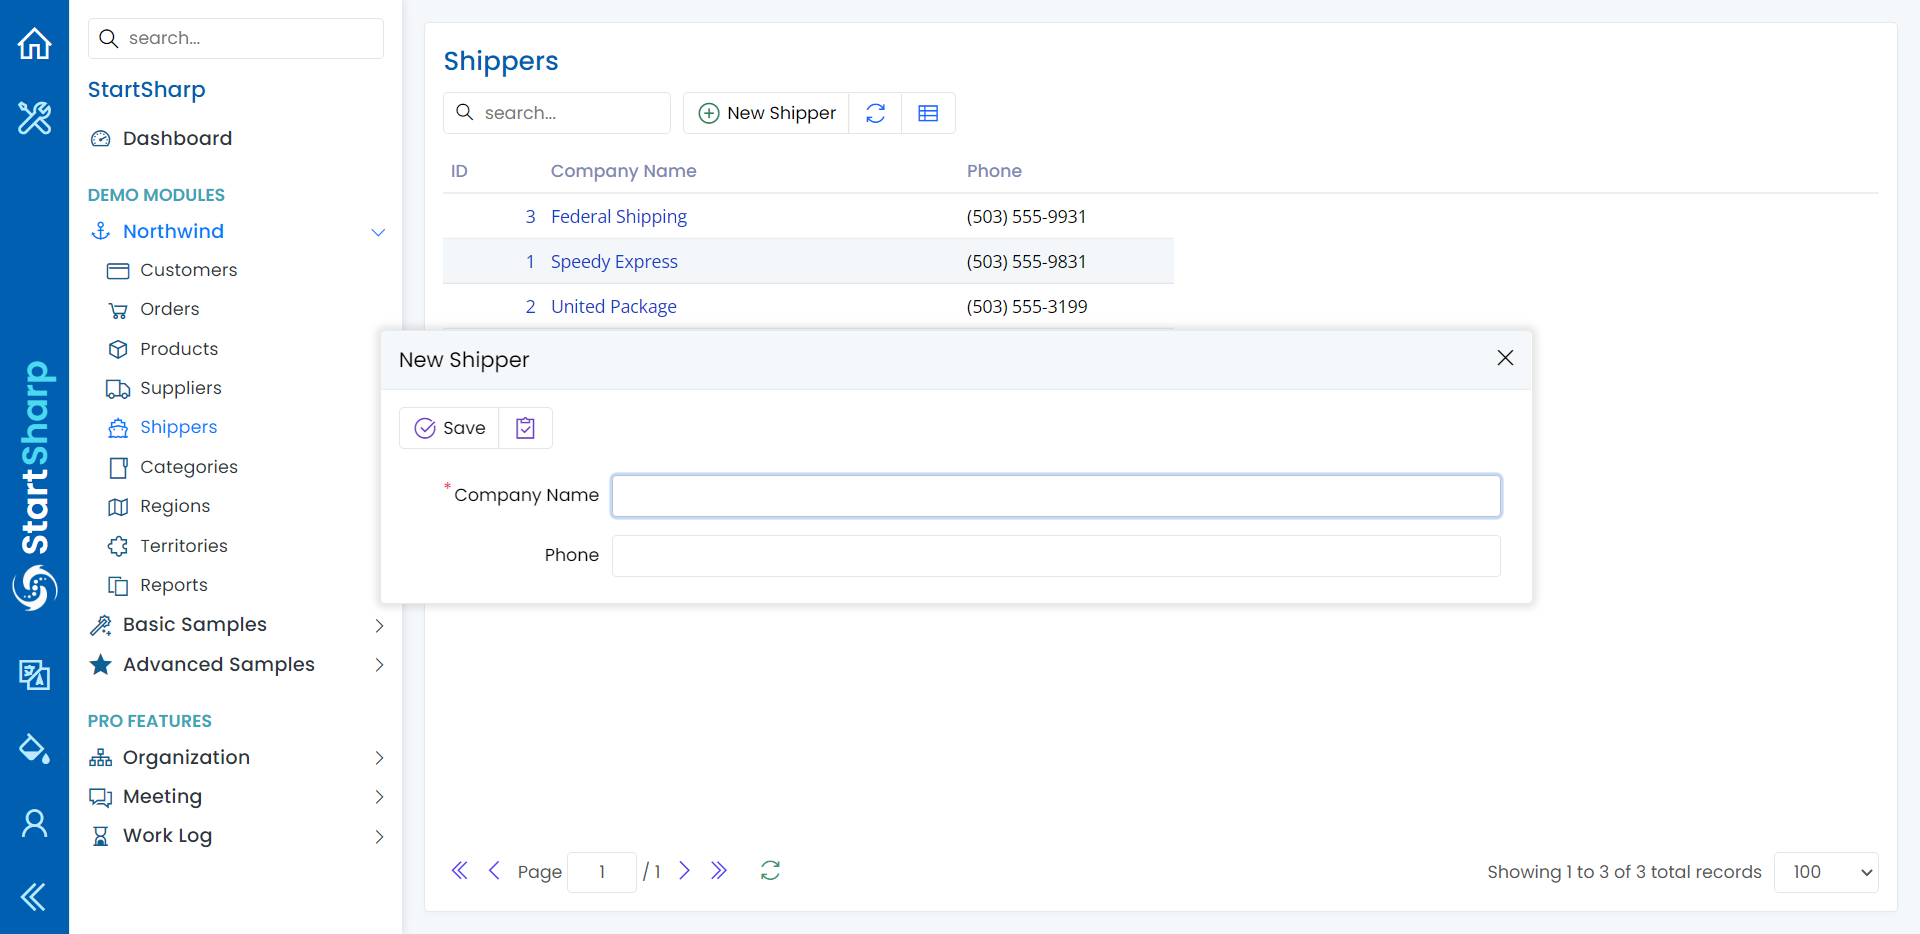 StartSharp
search...
StartSharp
Dashboard
DEMO MODULES
Northwind
Customers
Orders
Products
Suppliers
Shippers
Categories
Regions
Territories
Reports
Basic Samples
Advanced Samples
PRO FEATURES
Organization
Meeting
Work Log
Shippers
search...
New Shipper
ID Company Name Phone
3 Federal Shipping (503) 555-9931
1 Speedy Express (503) 555-9831
2 United Package (503) 555-3199
New Shipper
Save
*Company Name
Phone
Page 1 / 1
Showing 1 to 3 of 3 total records 100